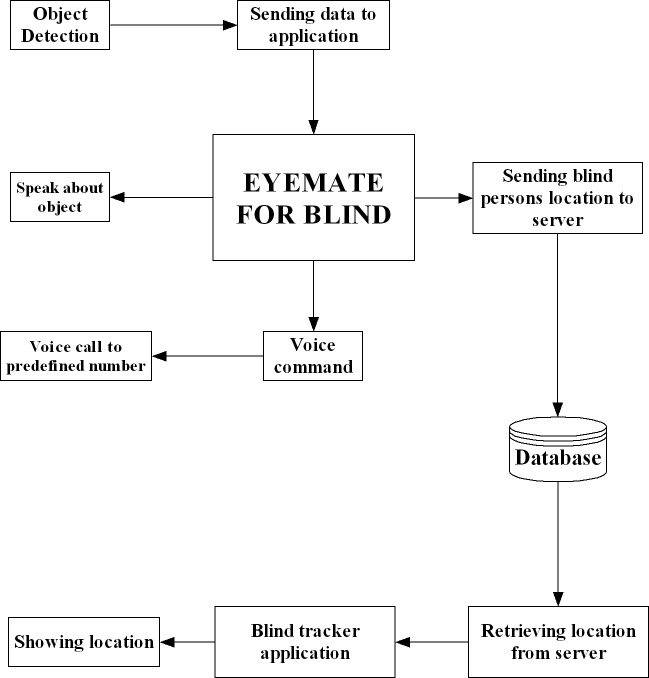 Object
Detection
Sending data to
application
EYEMATE
FOR BLIND
Speak about
object
Sending blind
persons location to
server
Voice call to
predefined number
Voice
command
Database
Showing location
Blind tracker
application
Retrieving location
from server